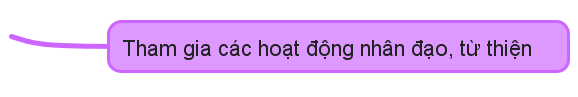 Tham gia các hoạt động nhân đạo, từ thiện